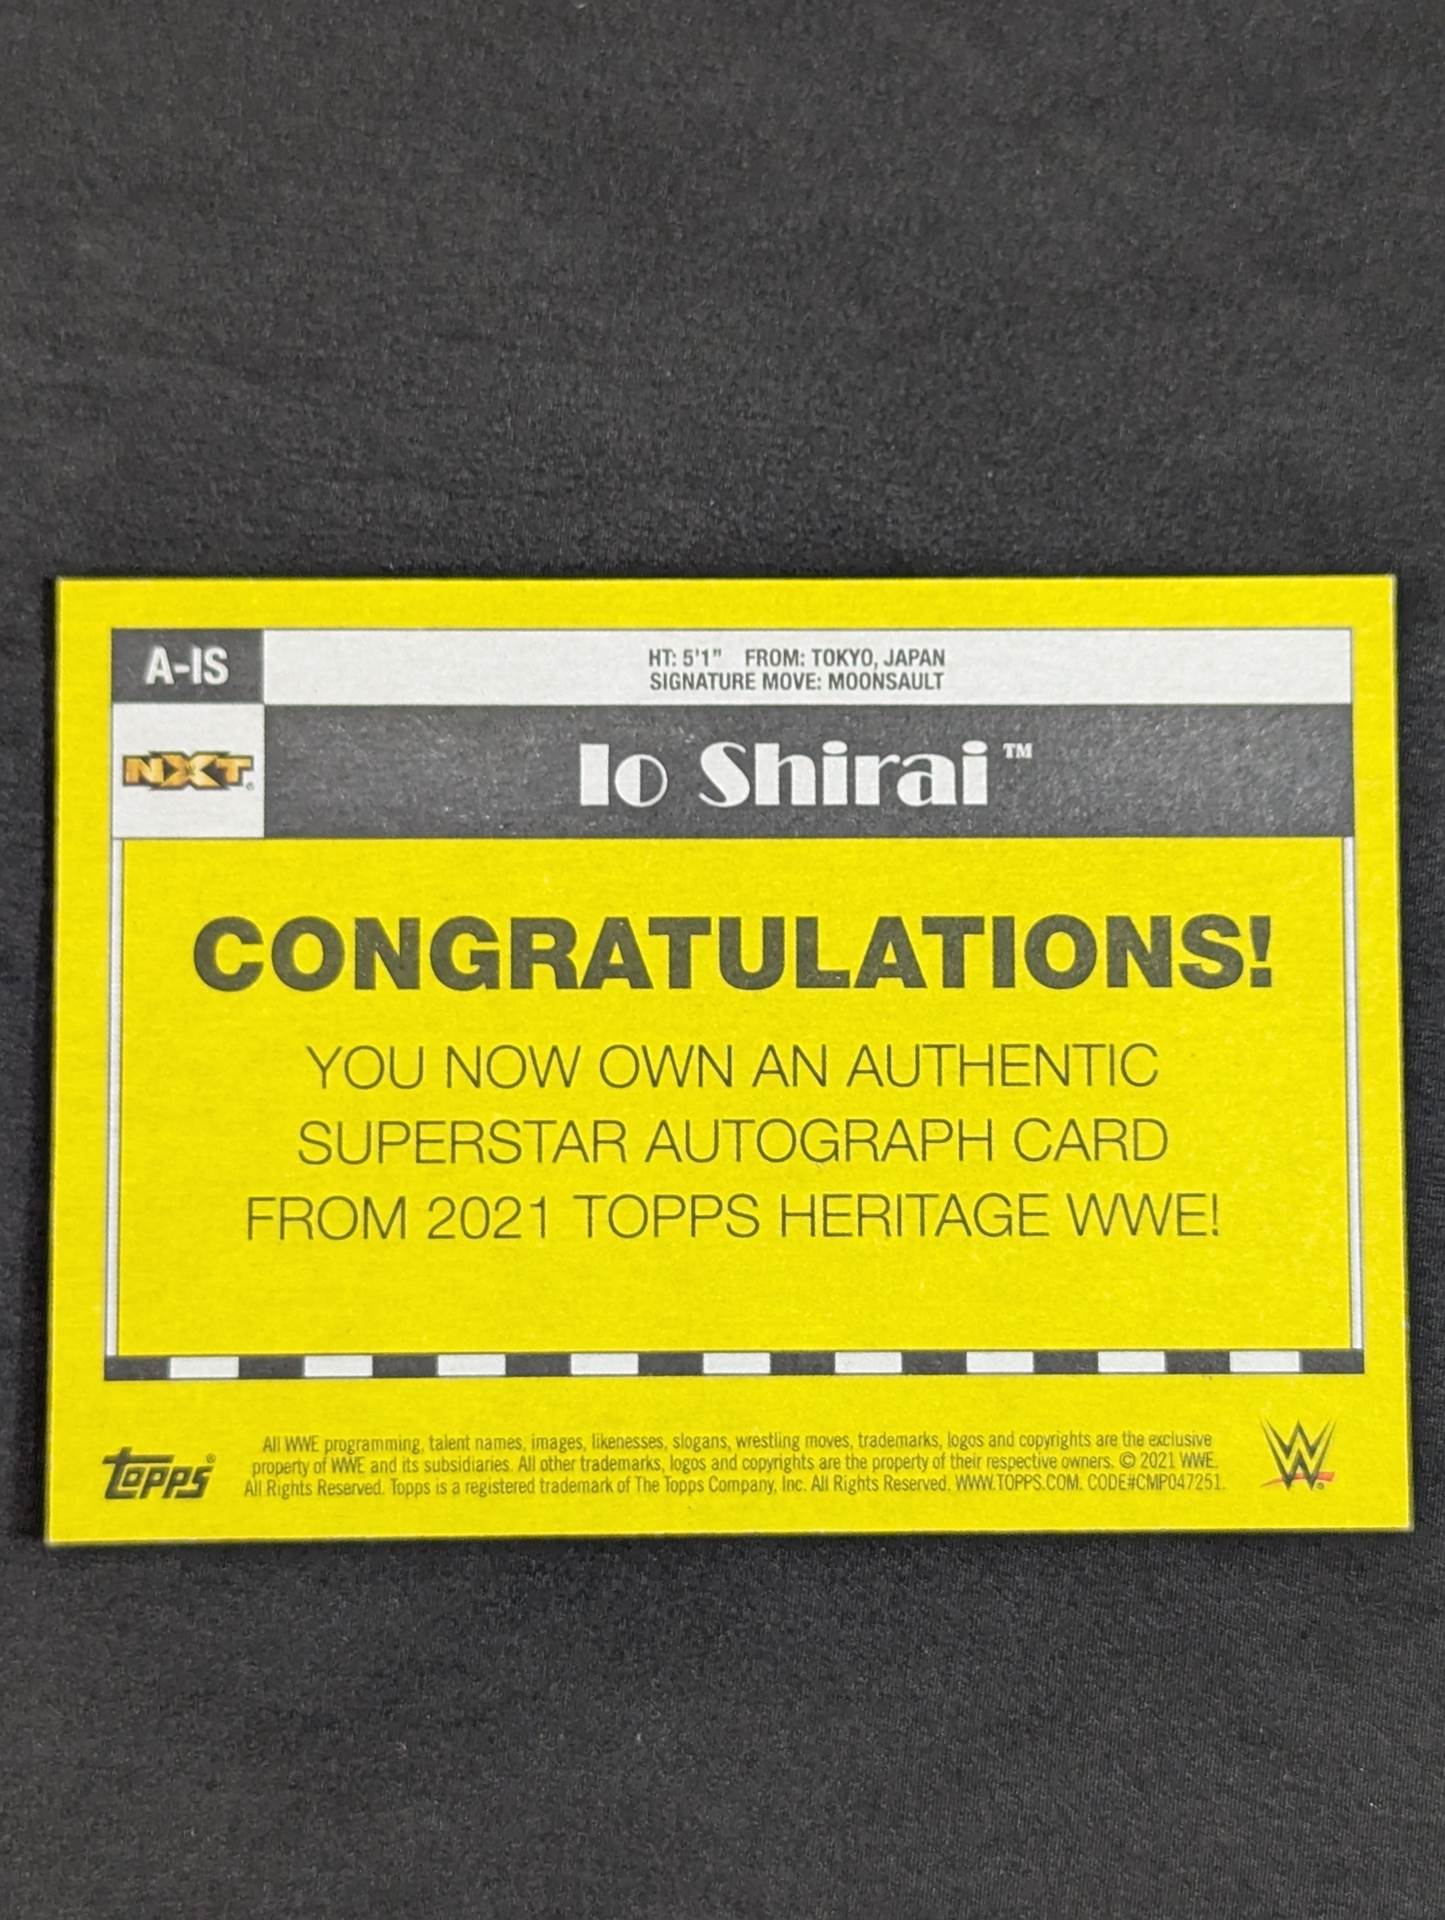 A-IS
HT: 5'1" FROM: TOKYO, JAPAN
SIGNATURE MOVE: MOONSAULT
NXT®
Io Shirai™
CONGRATULATIONS!
YOU NOW OWN AN AUTHENTIC
SUPERSTAR AUTOGRAPH CARD
FROM 2021 TOPPS HERITAGE WWE!
topps®
All WWE programming, talent names, images, likenesses, slogans, wrestling moves, trademarks, logos and copyrights are the exclusive
property of WWE and its subsidiaries. All other trademarks, logos and copyrights are the property of their respective owners. © 2021 WWE.
All Rights Reserved. Topps is a registered trademark of The Topps Company, Inc. All Rights Reserved. WWW.TOPPS.COM. CODE#CMP047251.
W